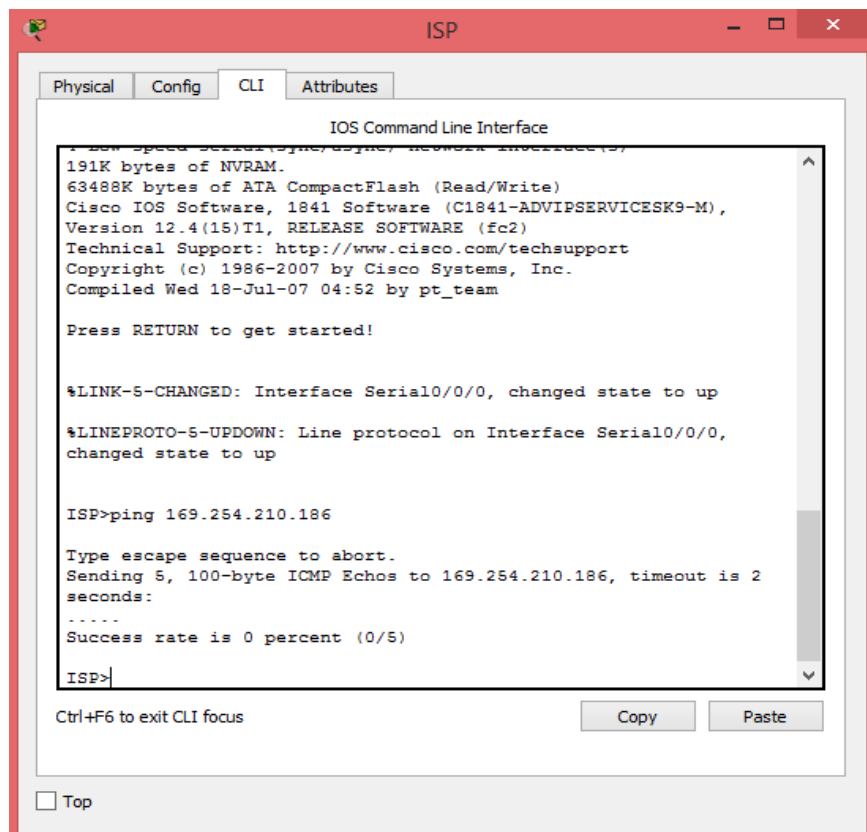 ISP
Physical
Config
CLI
Attributes
IOS Command Line Interface
191K bytes of NVRAM.
63488K bytes of ATA CompactFlash (Read/Write)
Cisco IOS Software, 1841 Software (C1841-ADVIPSERVICESK9-M),
Version 12.4(15)T1, RELEASE SOFTWARE (fc2)
Technical Support: http://www.cisco.com/techsupport
Copyright (c) 1986-2007 by Cisco Systems, Inc.
Compiled Wed 18-Jul-07 04:52 by pt_team
Press RETURN to get started!
%LINK-5-CHANGED: Interface Serial0/0/0, changed state to up
%LINEPROTO-5-UPDOWN: Line protocol on Interface Serial0/0/0,
changed state to up
ISP>ping 169.254.210.186
Type escape sequence to abort.
Sending 5, 100-byte ICMP Echos to 169.254.210.186, timeout is 2
seconds:
.....
Success rate is 0 percent (0/5)
ISP>
Ctrl+F6 to exit CLI focus
Copy
Paste
Top